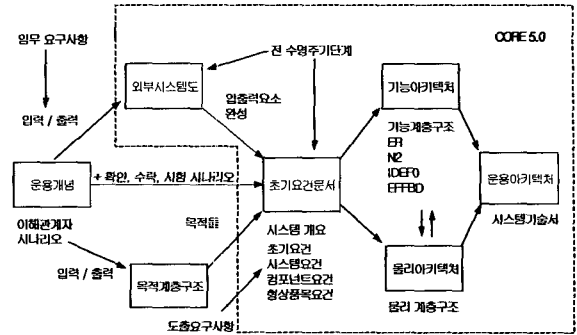 임무 요구사항
전 수명주기단계
CORE 5.0
외부시스템도
기능아키텍처
입력 / 출력
입출력요소
완성
기능계층구조
ER
N2
IDEF0
EFFBD
운용개념
+ 확인, 수락, 시험 시나리오
초기요건문서
운용아키텍처
이해관계자
시나리오
목적들
시스템 개요
초기요건
시스템요건
컴포넌트요건
형상품목요건
시스템기술서
입력 / 출력
목적계층구조
물리아키텍처
물리 계층구조
도출요구사항